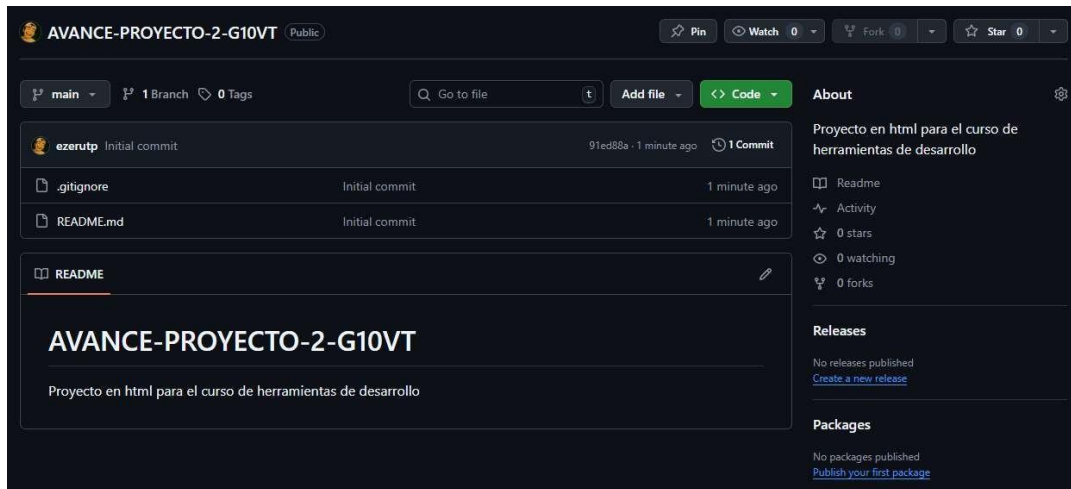 AVANCE-PROYECTO-2-G10VT Public
Pin Watch 0 Fork 0 Star 0
main 1 Branch 0 Tags Go to file t Add file Code
About
Proyecto en html para el curso de
herramientas de desarrollo
ezerutp Initial commit 91ed88a · 1 minute ago 1 Commit
.gitignore Initial commit 1 minute ago
README.md Initial commit 1 minute ago
Readme
Activity
0 stars
0 watching
0 forks
README
AVANCE-PROYECTO-2-G10VT
Proyecto en html para el curso de herramientas de desarrollo
Releases
No releases published
Create a new release
Packages
No packages published
Publish your first package